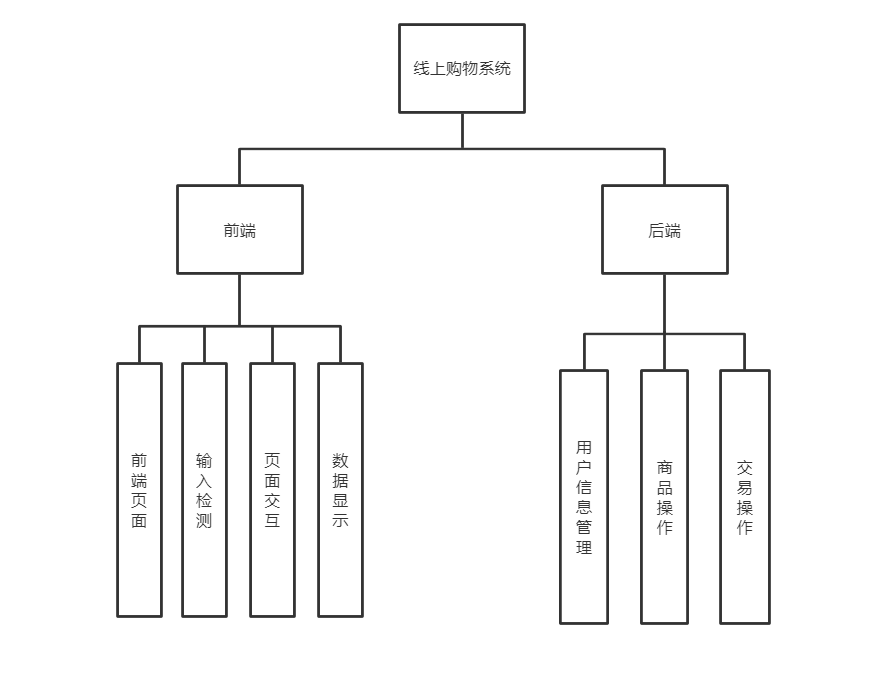 线上购物系统
前端
后端
前端页面
输入检测
页面交互
数据显示
用户信息管理
商品操作
交易操作